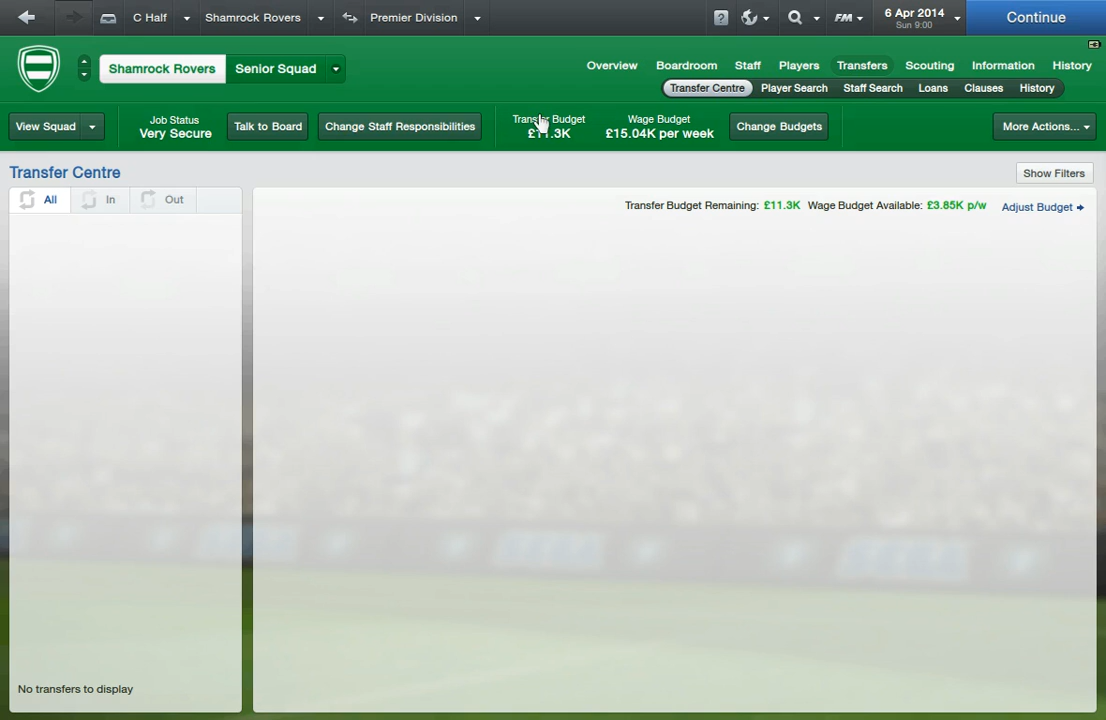 C Half Shamrock Rovers Premier Division ? FM 6 Apr 2014 Continue
Sun 9:00
Shamrock Rovers Senior Squad Overview Boardroom Staff Players Transfers Scouting Information History
Transfer Centre Player Search Staff Search Loans Clauses History
View Squad Job Status Talk to Board Change Staff Responsibilities Transfer Budget Wage Budget Change Budgets More Actions...
Very Secure £11.3K £15.04K per week
Transfer Centre Show Filters
All In Out Transfer Budget Remaining: £11.3K Wage Budget Available: £3.85K p/w Adjust Budget
No transfers to display